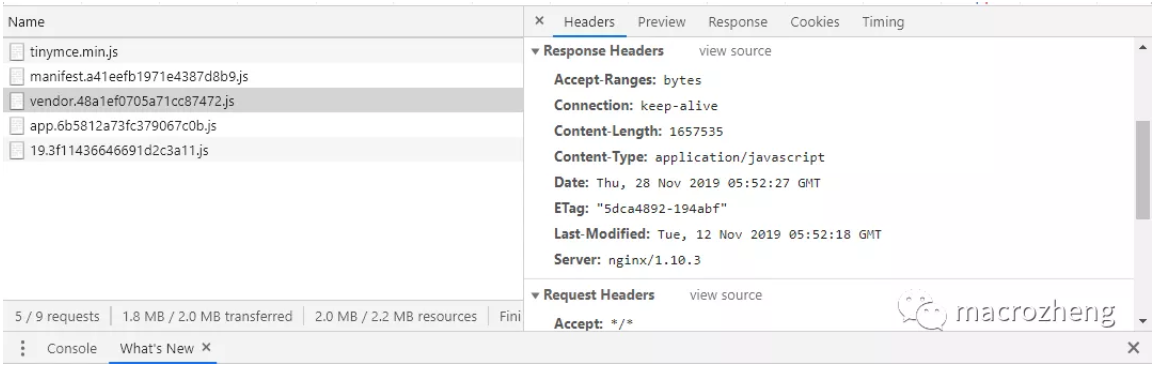 Name
tinymce.min.js
manifest.a41eefb1971e4387d8b9.js
vendor.48a1ef0705a71cc87472.js
app.6b5812a73fc379067c0b.js
19.3f11436646691d2c3a11.js
5 / 9 requests 1.8 MB / 2.0 MB transferred 2.0 MB / 2.2 MB resources Fini
× Headers Preview Response Cookies Timing
▼ Response Headers view source
Accept-Ranges: bytes
Connection: keep-alive
Content-Length: 1657535
Content-Type: application/javascript
Date: Thu, 28 Nov 2019 05:52:27 GMT
ETag: "5dca4892-194abf"
Last-Modified: Tue, 12 Nov 2019 05:52:18 GMT
Server: nginx/1.10.3
▼ Request Headers view source
Accept: */*
macrozheng
Console What's New ×